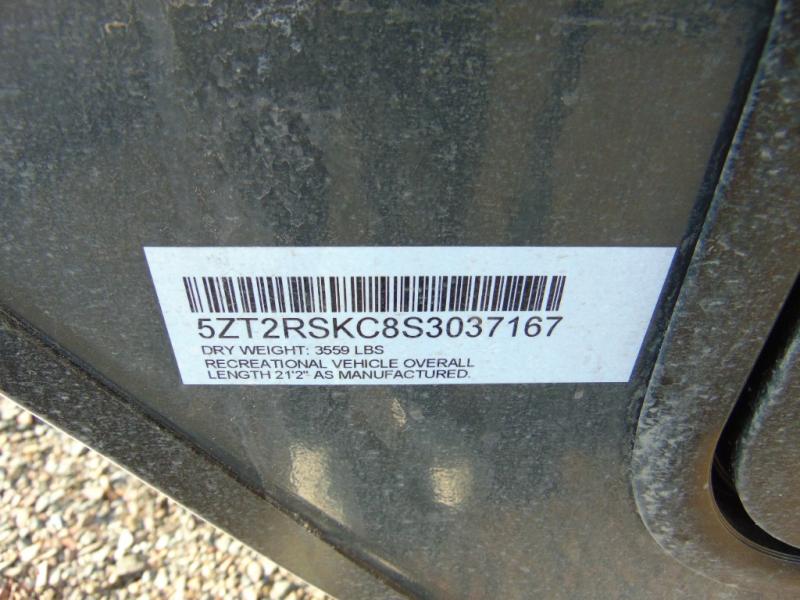 5ZT2RSKC8S3037167
DRY WEIGHT: 3559 LBS
RECREATIONAL VEHICLE OVERALL
LENGTH 21'2" AS MANUFACTURED.